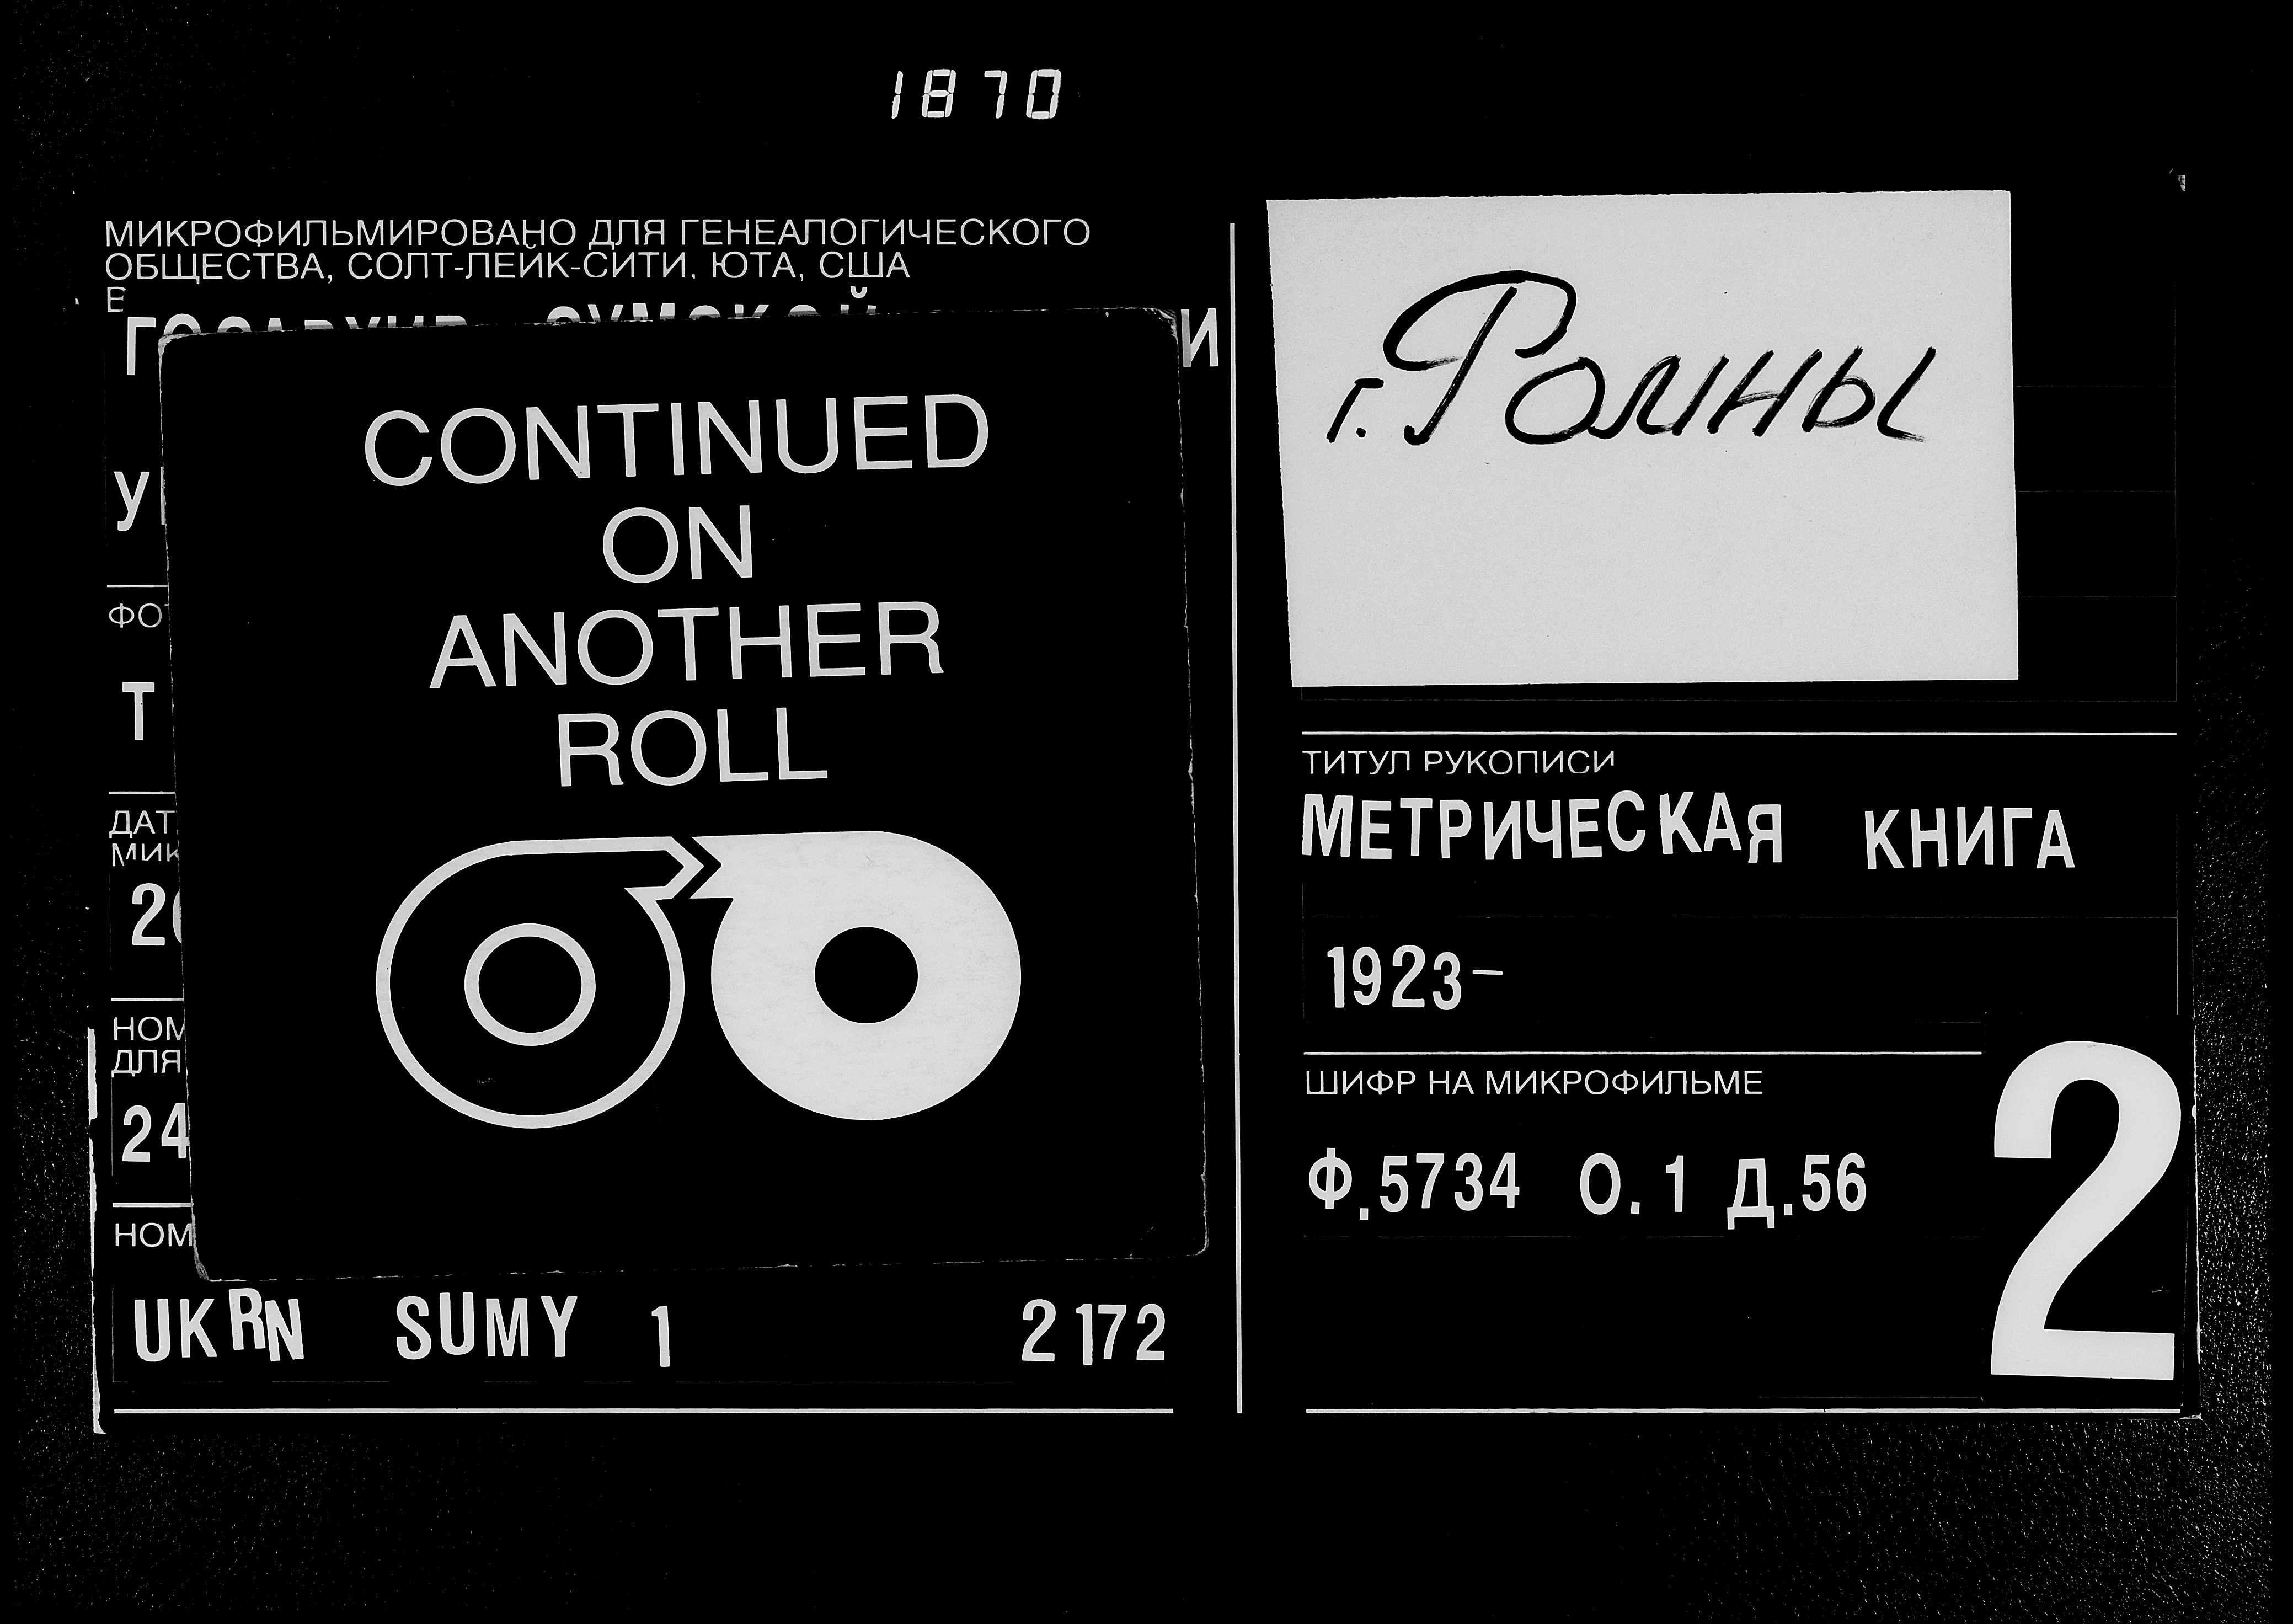 1870
МИКРОФИЛЬМИРОВАНО ДЛЯ ГЕНЕАЛОГИЧЕСКОГО
ОБЩЕСТВА, СОЛТ-ЛЕЙК-СИТИ, ЮТА, США
CONTINUED
ON
ANOTHER
ROLL
UKRN SUMY 1 2172
г. Ромны
ТИТУЛ РУКОПИСИ
МЕТРИЧЕСКАЯ КНИГА
1923-
ШИФР НА МИКРОФИЛЬМЕ
Ф.5734 О.1 Д.56
2